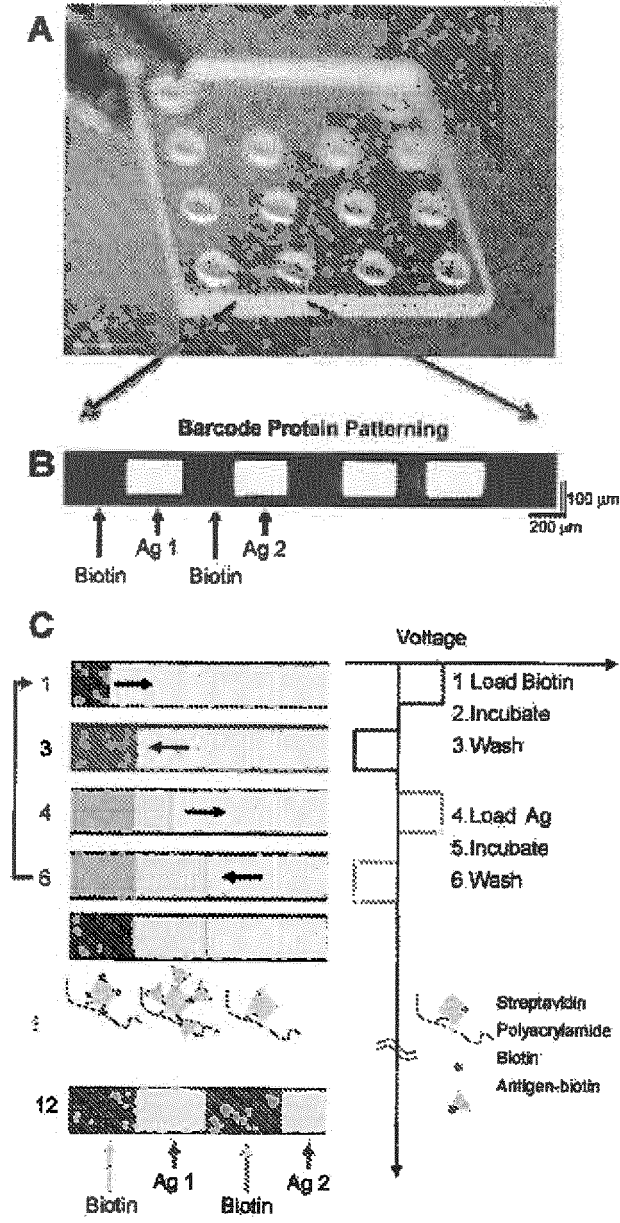 A
Barcode Protein Patterning
B
100 µm
200 µm
Ag 1
Ag 2
Biotin
Biotin
C
Voltage
1
1 Load Biotin
2.Incubate
3
3.Wash
4
4.Load Ag
5.Incubate
6
6.Wash
Streptavidin
Polyacrylamide
Biotin
Antigen-biotin
12
Ag 1
Ag 2
Biotin
Biotin